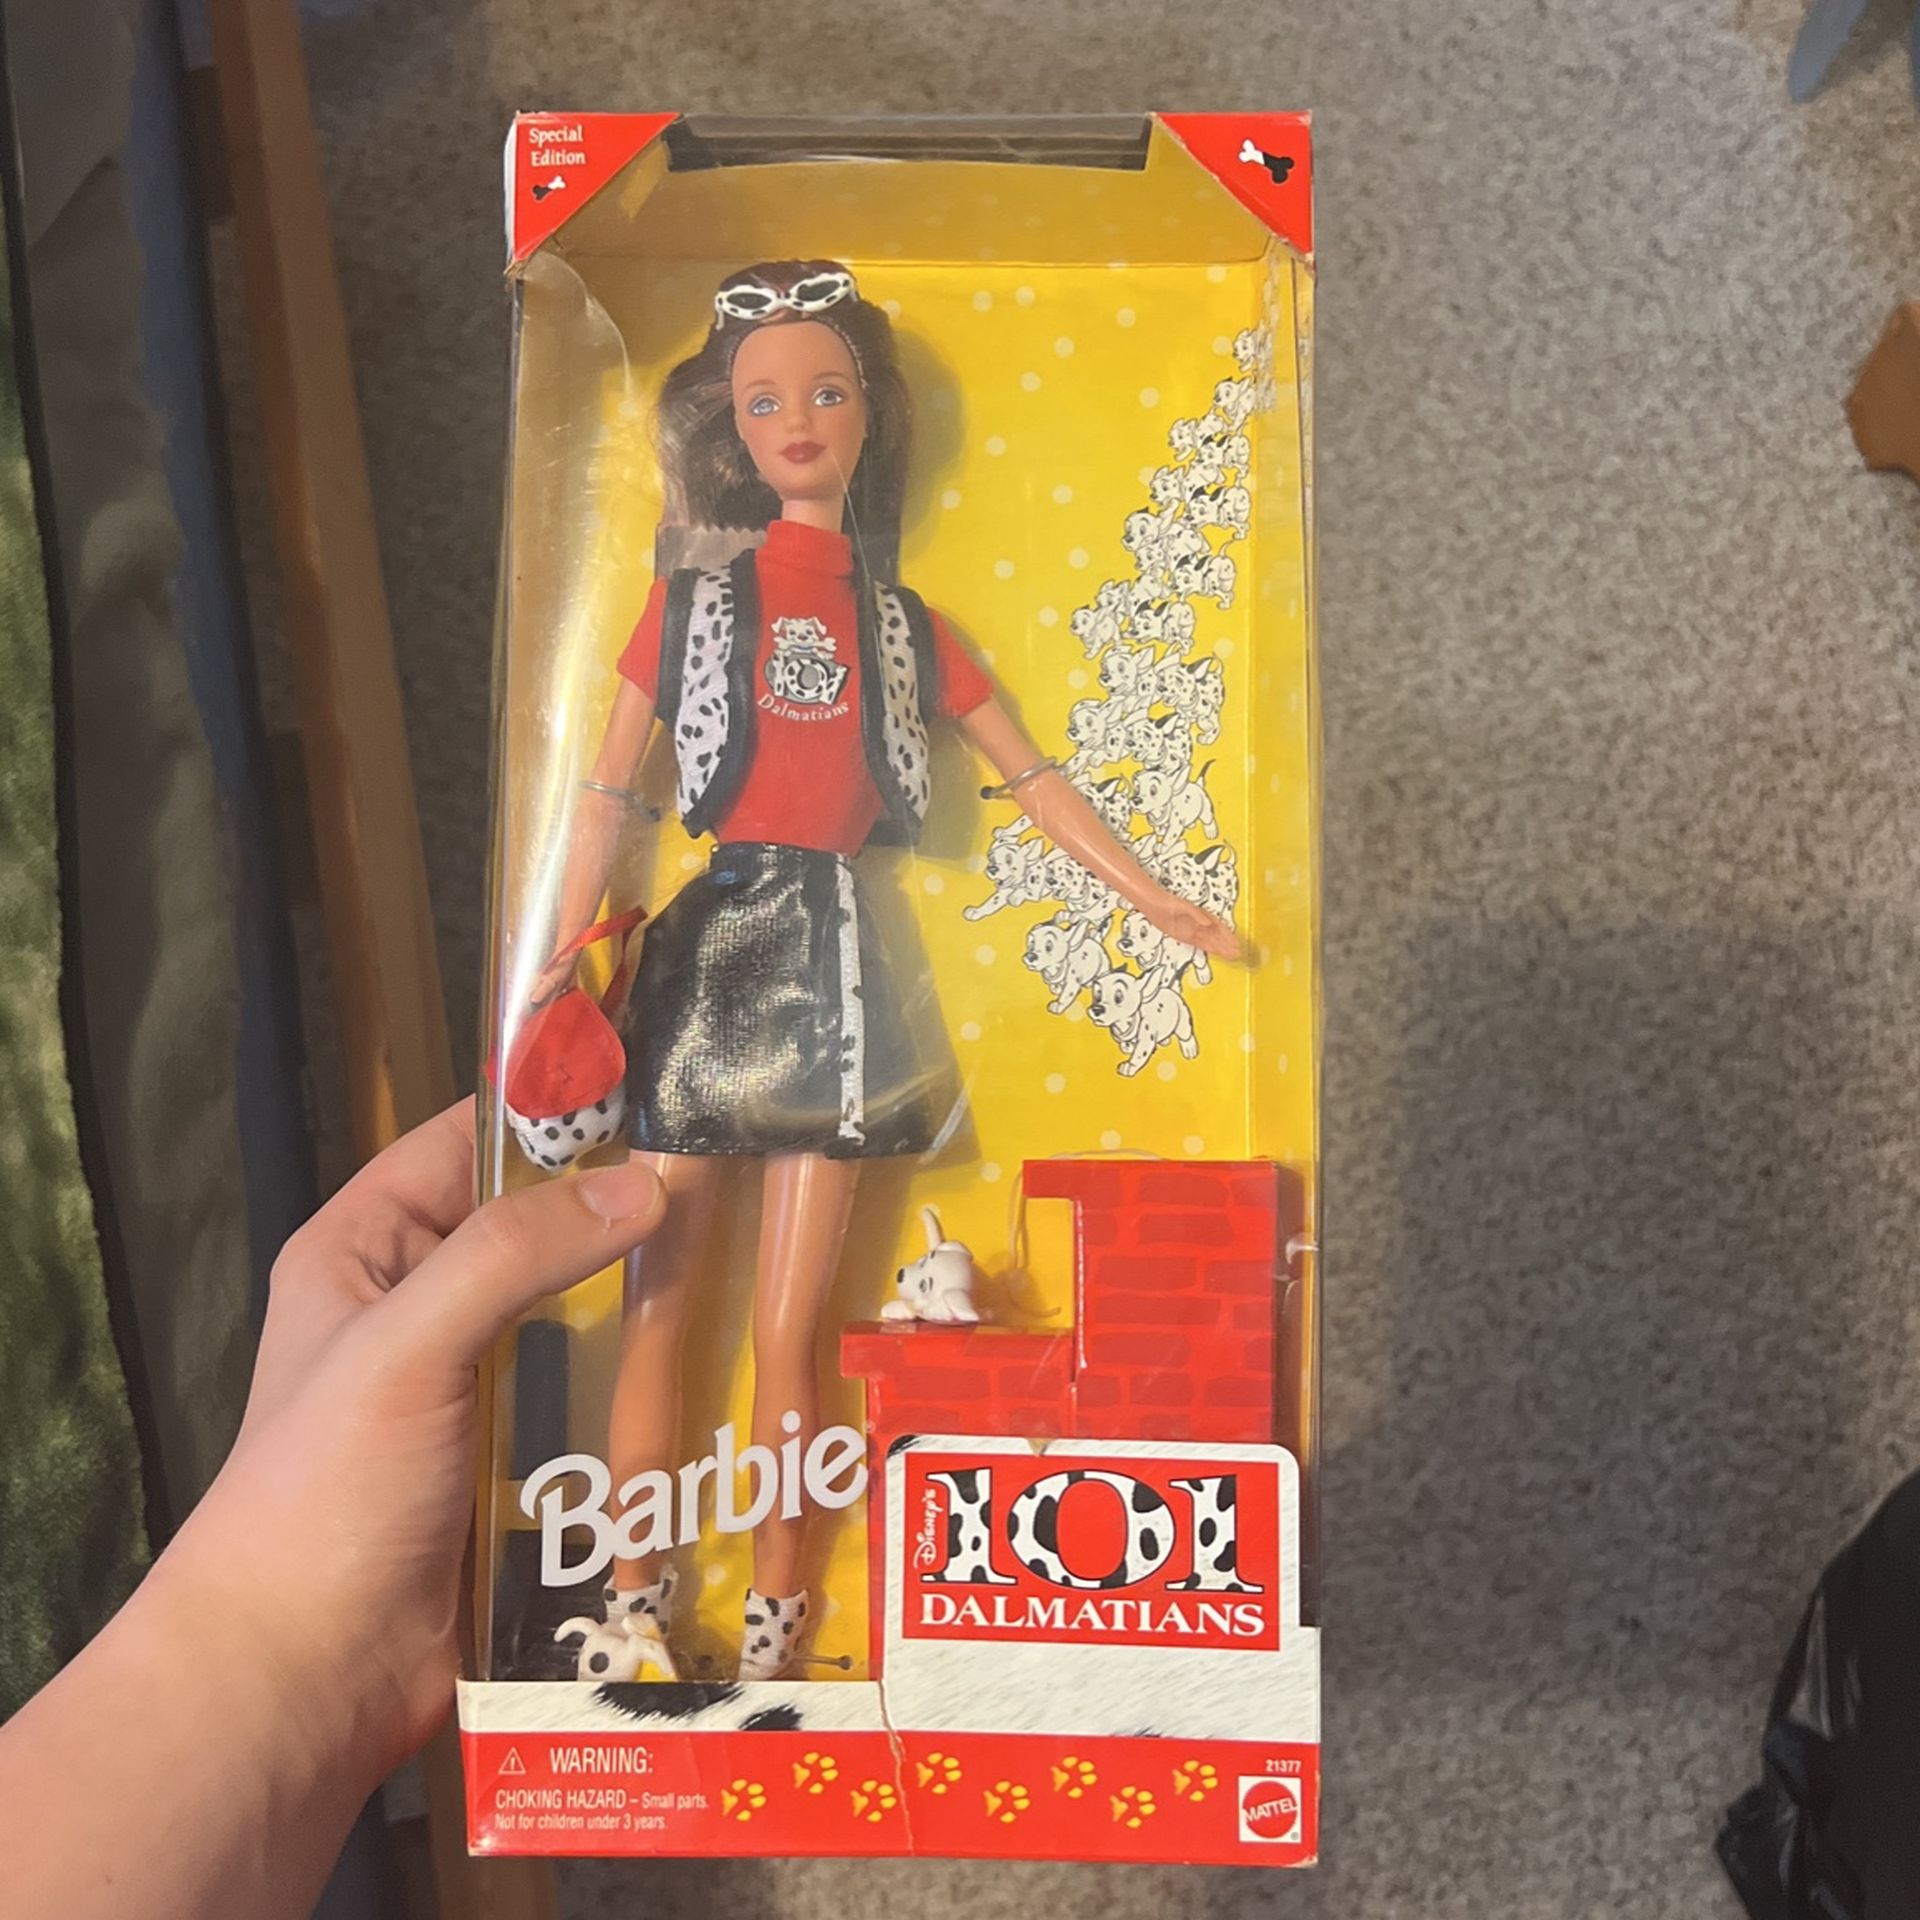 Special
Edition
101
Dalmatians
Barbie
Disney's
101
DALMATIANS
WARNING:
CHOKING HAZARD – Small parts.
Not for children under 3 years.
21377
MATTEL
®